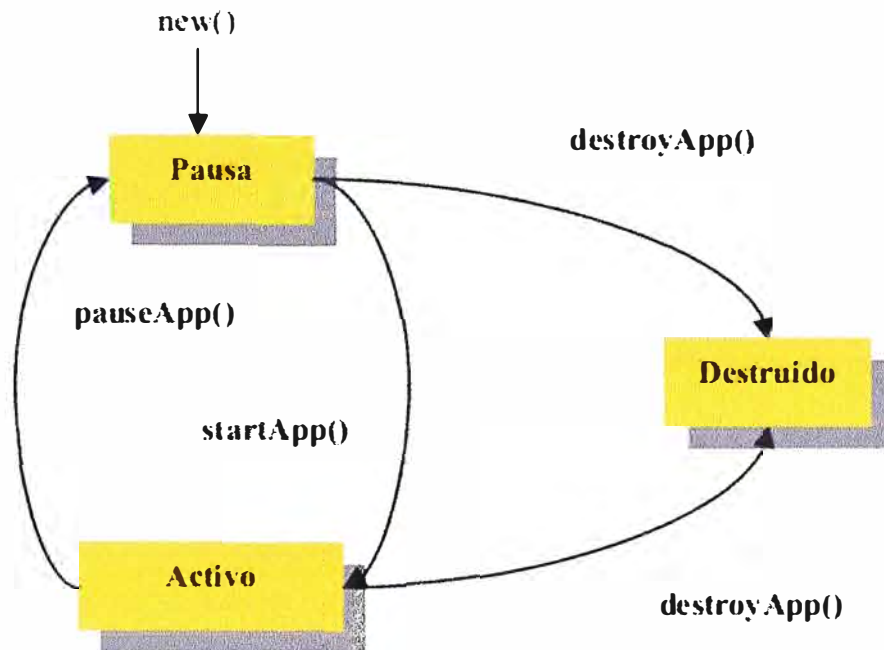 new()
Pausa
destroyApp()
pauseApp()
Destruido
startApp()
Activo
destroyApp()